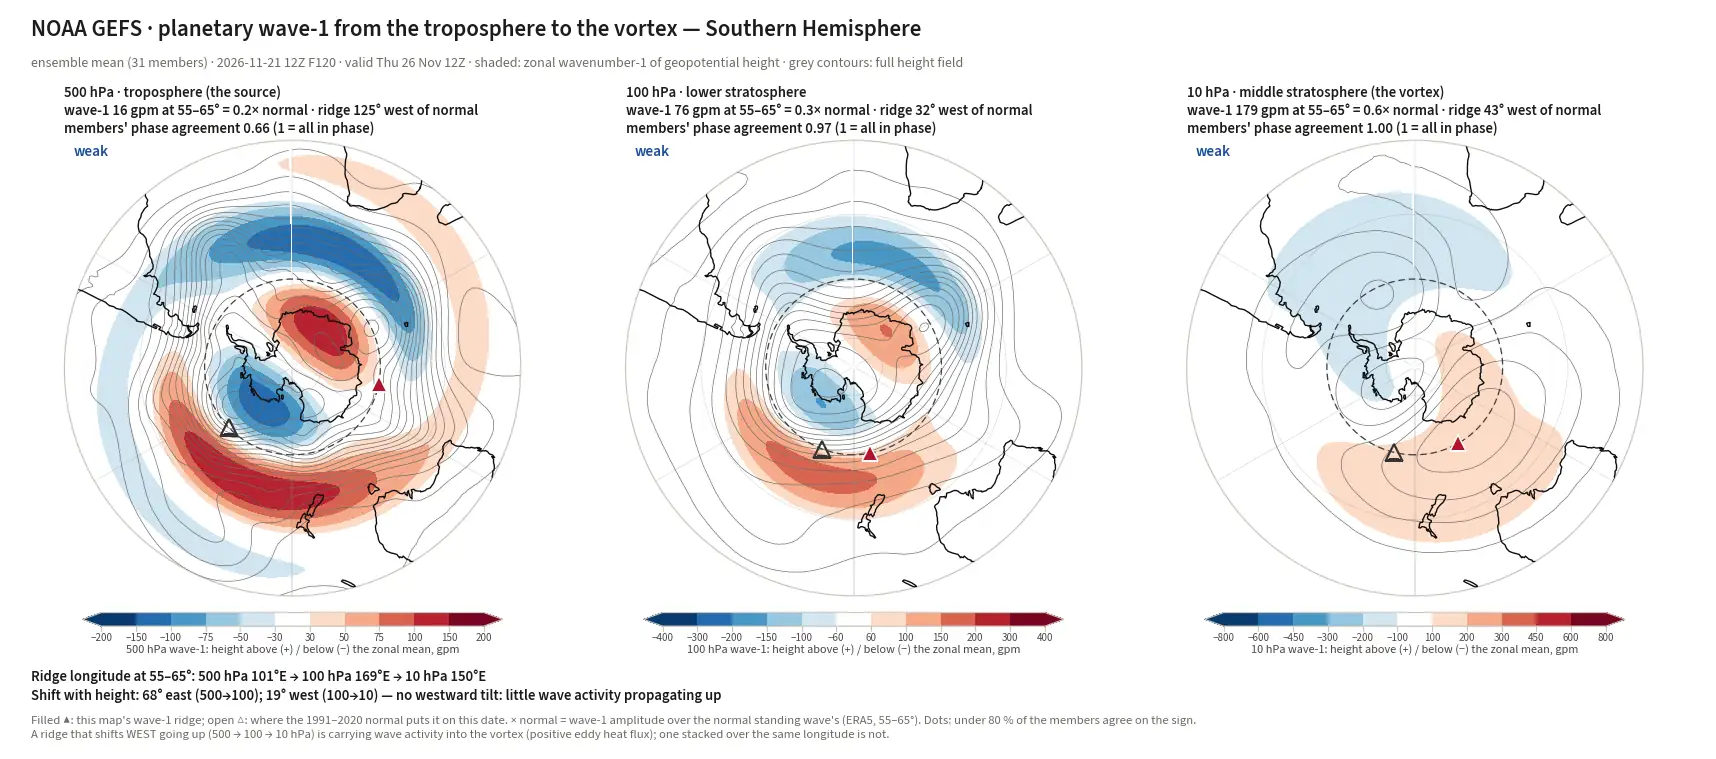 NOAA GEFS · planetary wave-1 from the troposphere to the vortex — Southern Hemisphere
ensemble mean (31 members) · 2026-11-21 12Z F120 · valid Thu 26 Nov 12Z · shaded: zonal wavenumber-1 of geopotential height · grey contours: full height field
500 hPa · troposphere (the source)
wave-1 16 gpm at 55–65° = 0.2× normal · ridge 125° west of normal
members' phase agreement 0.66 (1 = all in phase)
weak
100 hPa · lower stratosphere
wave-1 76 gpm at 55–65° = 0.3× normal · ridge 32° west of normal
members' phase agreement 0.97 (1 = all in phase)
weak
10 hPa · middle stratosphere (the vortex)
wave-1 179 gpm at 55–65° = 0.6× normal · ridge 43° west of normal
members' phase agreement 1.00 (1 = all in phase)
weak
−200 −150 −100 −75 −50 −30 30 50 75 100 150 200
500 hPa wave-1: height above (+) / below (−) the zonal mean, gpm
−400 −300 −200 −150 −100 −60 60 100 150 200 300 400
100 hPa wave-1: height above (+) / below (−) the zonal mean, gpm
−800 −600 −450 −300 −200 −100 100 200 300 450 600 800
10 hPa wave-1: height above (+) / below (−) the zonal mean, gpm
Ridge longitude at 55–65°: 500 hPa 101°E → 100 hPa 169°E → 10 hPa 150°E
Shift with height: 68° east (500→100); 19° west (100→10) — no westward tilt: little wave activity propagating up
Filled ▲: this map's wave-1 ridge; open △: where the 1991–2020 normal puts it on this date. × normal = wave-1 amplitude over the normal standing wave's (ERA5, 55–65°). Dots: under 80 % of the members agree on the sign.
A ridge that shifts WEST going up (500 → 100 → 10 hPa) is carrying wave activity into the vortex (positive eddy heat flux); one stacked over the same longitude is not.